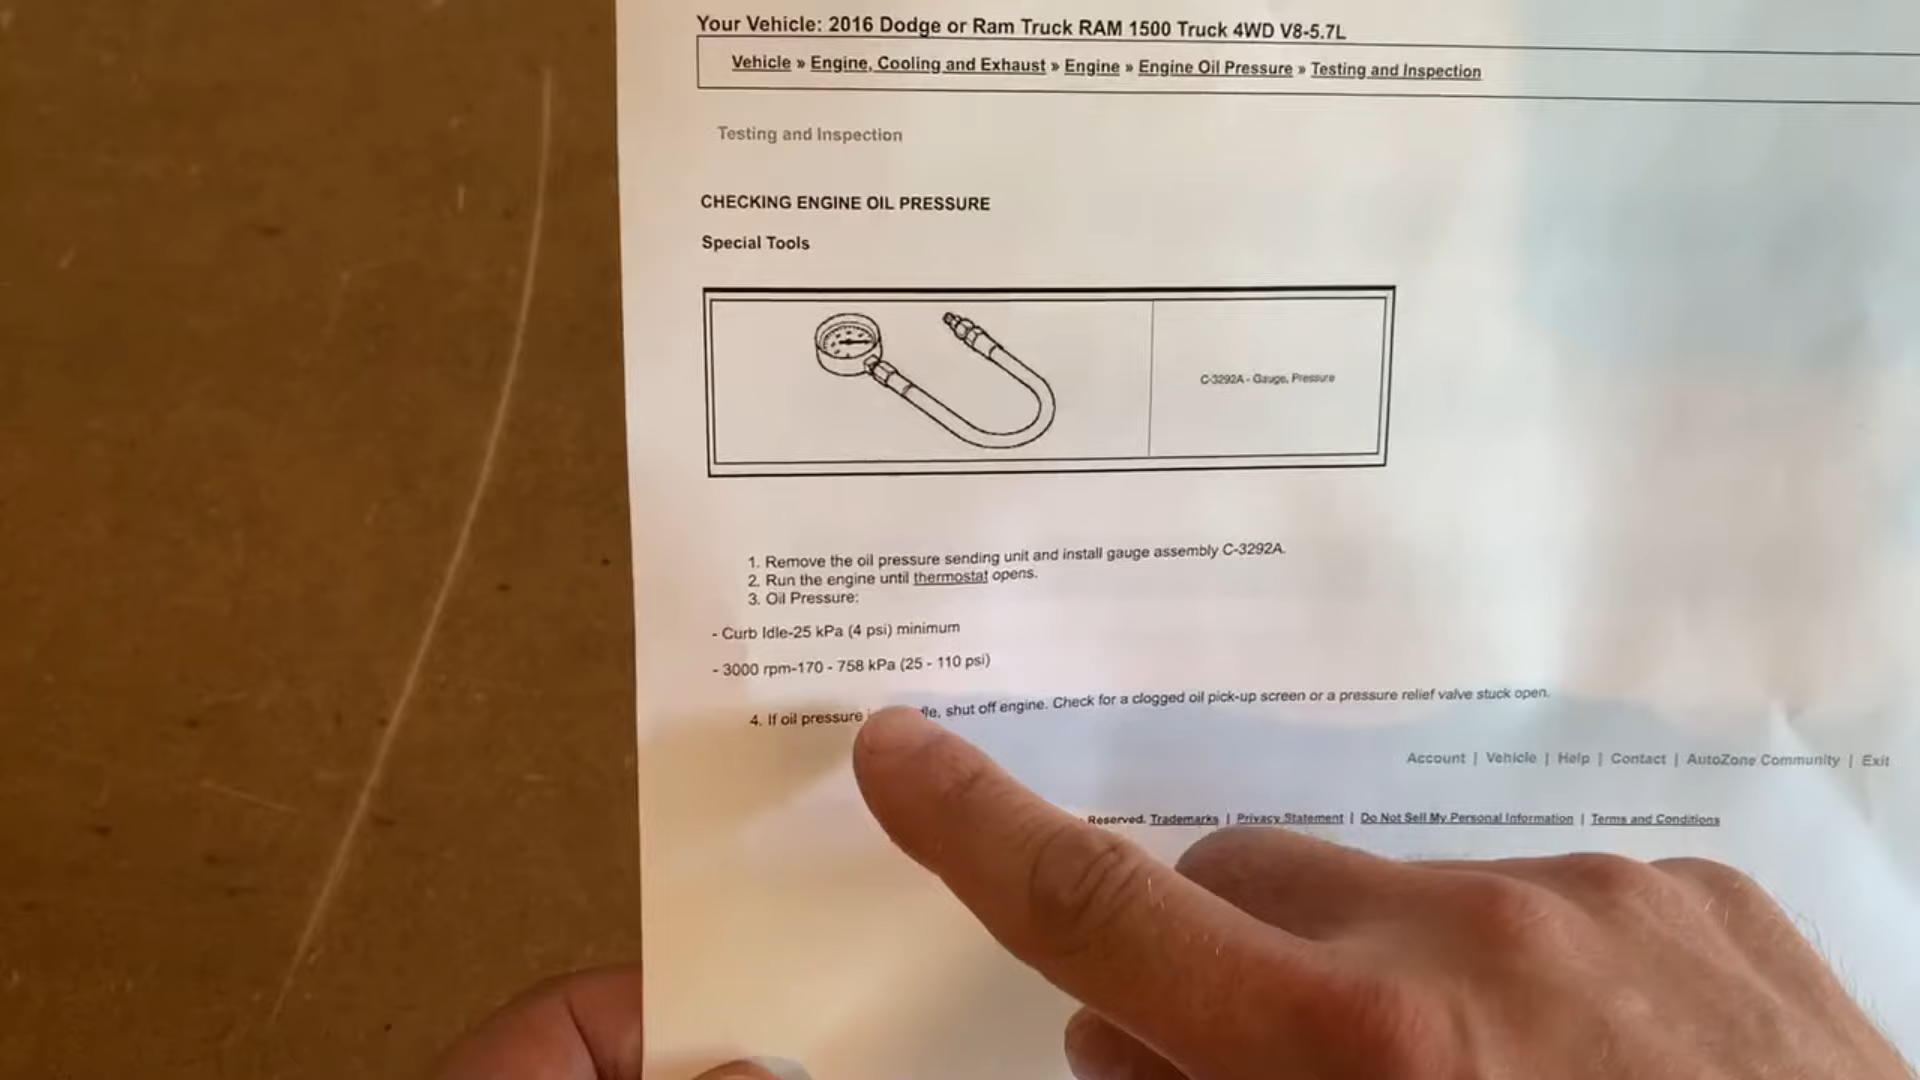 Your Vehicle: 2016 Dodge or Ram Truck RAM 1500 Truck 4WD V8-5.7L
Vehicle » Engine, Cooling and Exhaust » Engine » Engine Oil Pressure » Testing and Inspection
Testing and Inspection
CHECKING ENGINE OIL PRESSURE
Special Tools
C-3292A - Gauge, Pressure
1. Remove the oil pressure sending unit and install gauge assembly C-3292A.
2. Run the engine until thermostat opens.
3. Oil Pressure:
- Curb Idle-25 kPa (4 psi) minimum
- 3000 rpm-170 - 758 kPa (25 - 110 psi)
4. If oil pressure shut off engine. Check for a clogged oil pick-up screen or a pressure relief valve stuck open.
Account | Vehicle | Help | Contact | AutoZone Community | Exit
Reserved. Trademarks | Privacy Statement | Do Not Sell My Personal Information | Terms and Conditions